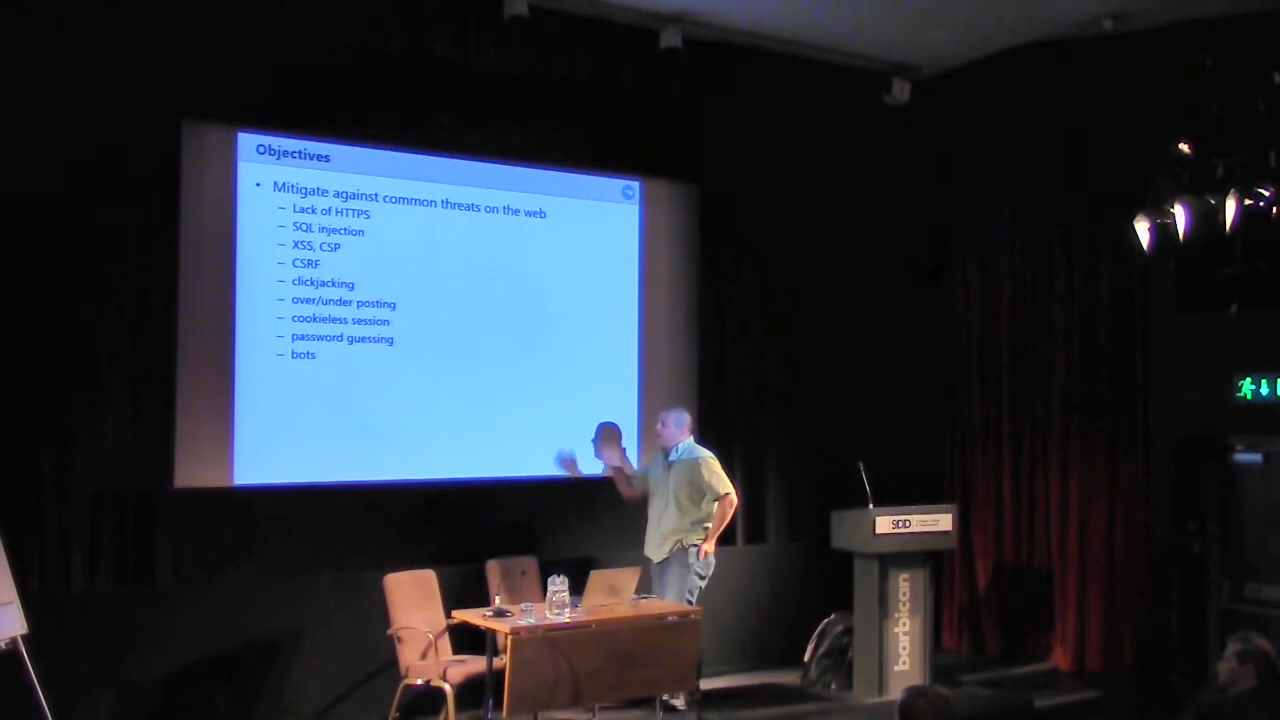 Objectives
• Mitigate against common threats on the web
– Lack of HTTPS
– SQL injection
– XSS, CSP
– CSRF
– clickjacking
– over/under posting
– cookieless session
– password guessing
– bots
SDD
barbican